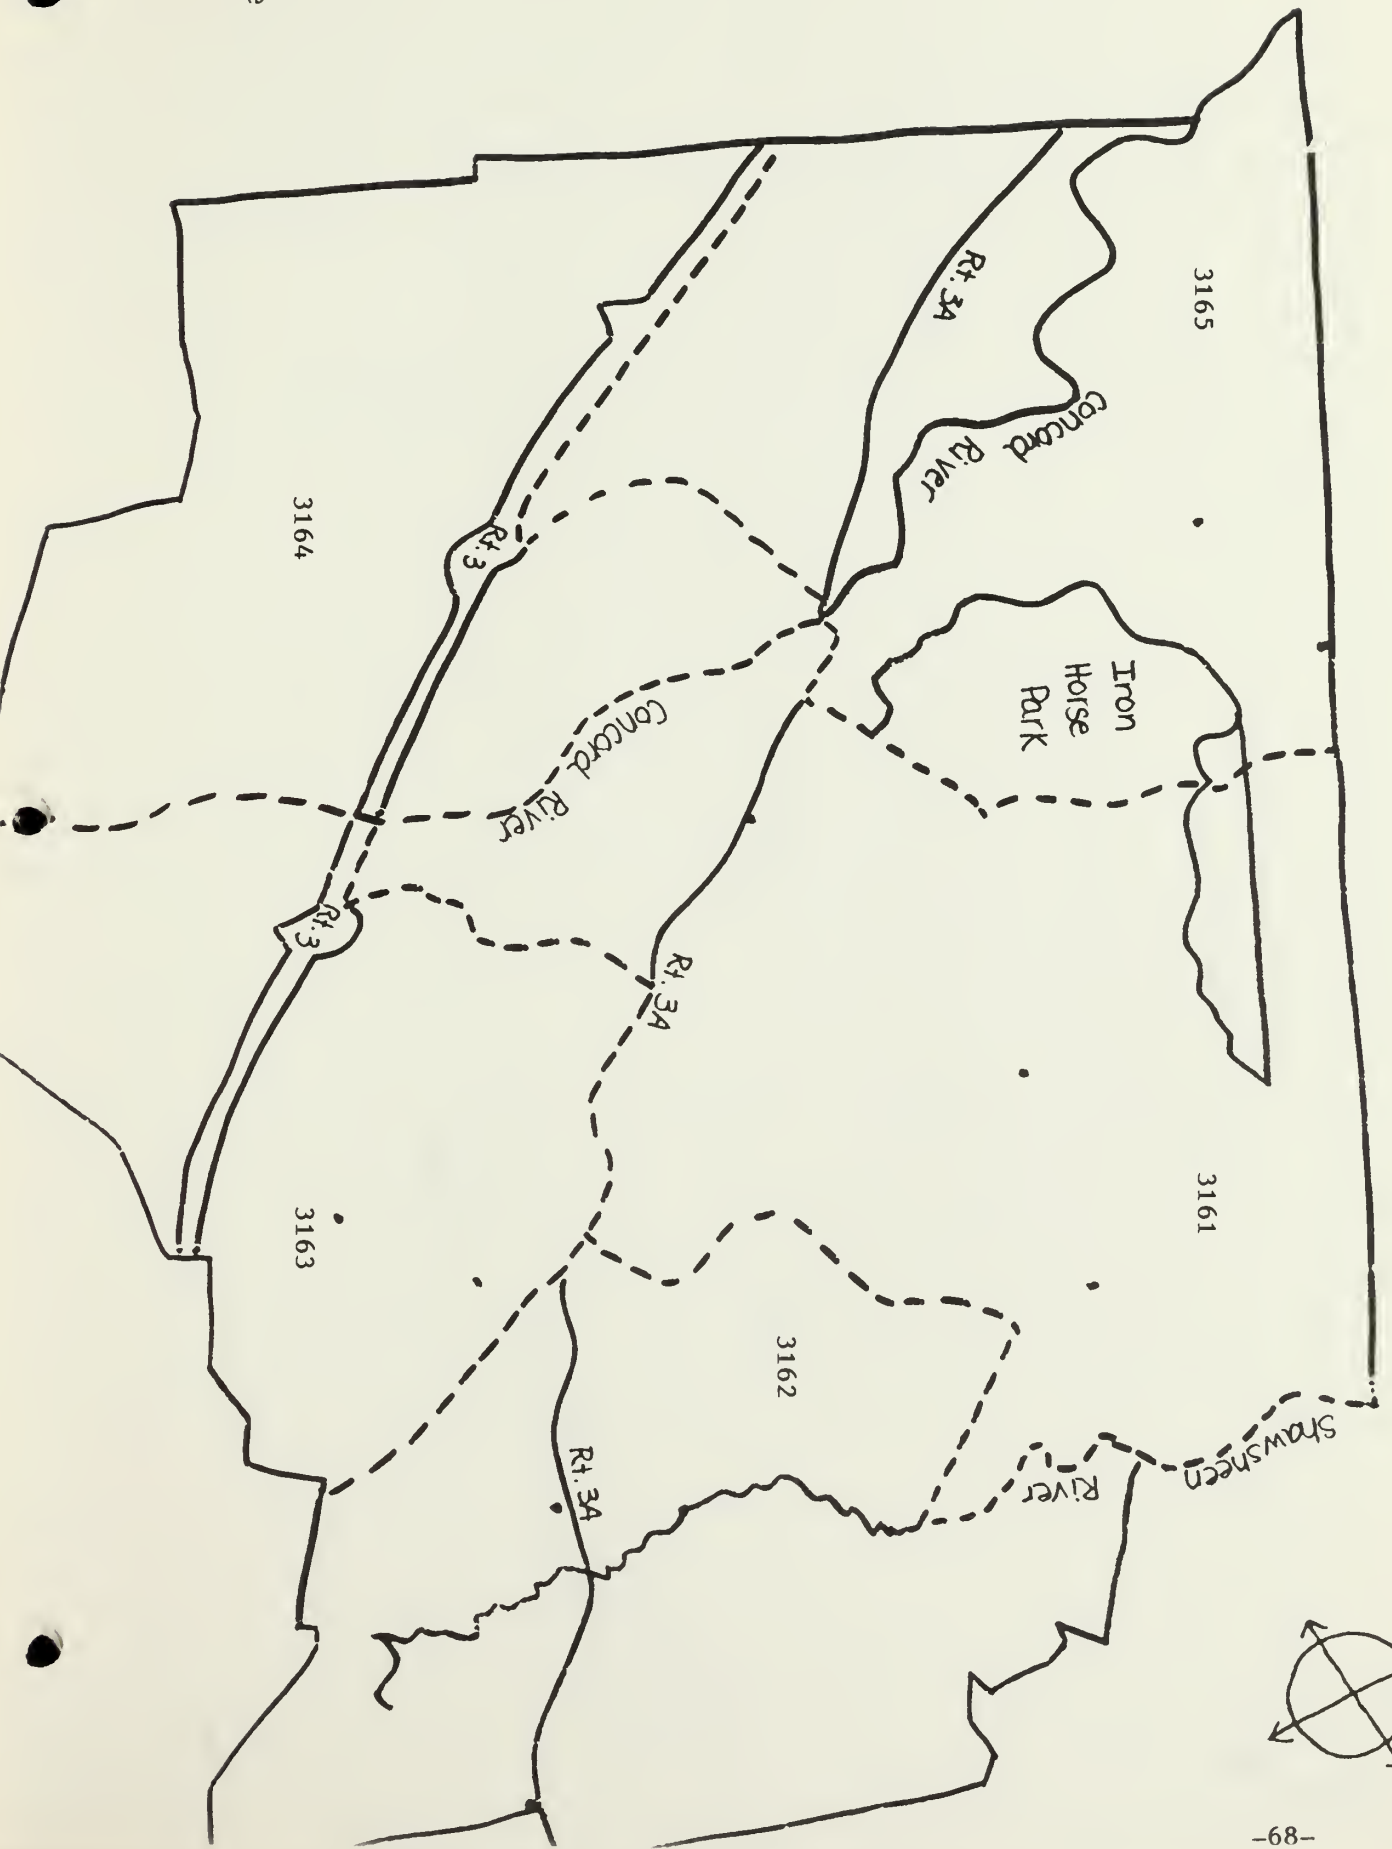 3165
Rt. 3A
Concord
River
3164
Rt. 3
Iron
Horse
Park
Concord
River
Rt. 3
Rt. 3A
3161
3163
3162
Rt. 3A
Shawsheen
River
-68-